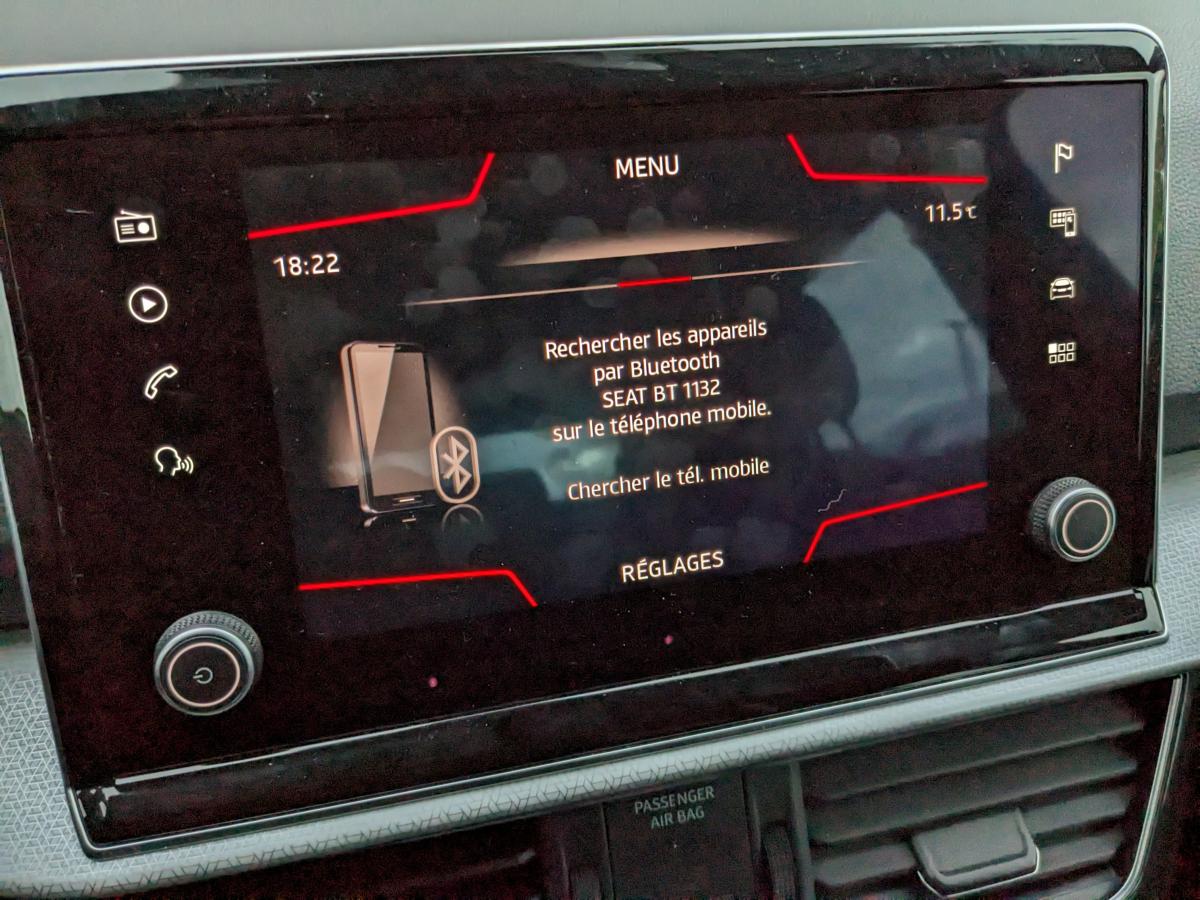 MENU
11.5℃
18:22
Rechercher les appareils
par Bluetooth
SEAT BT 1132
sur le téléphone mobile.
Chercher le tél. mobile
RÉGLAGES
PASSENGER
AIR BAG